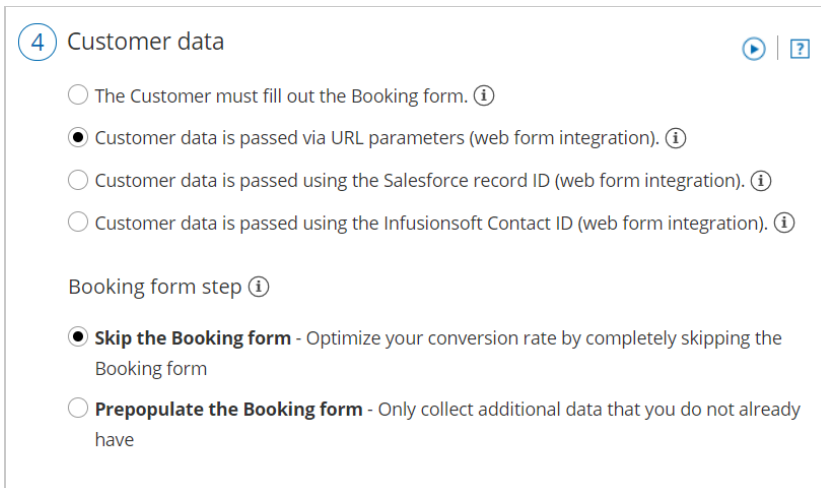 4 Customer data ?
The Customer must fill out the Booking form. i
Customer data is passed via URL parameters (web form integration). i
Customer data is passed using the Salesforce record ID (web form integration). i
Customer data is passed using the Infusionsoft Contact ID (web form integration). i
Booking form step i
Skip the Booking form - Optimize your conversion rate by completely skipping the
Booking form
Prepopulate the Booking form - Only collect additional data that you do not already
have